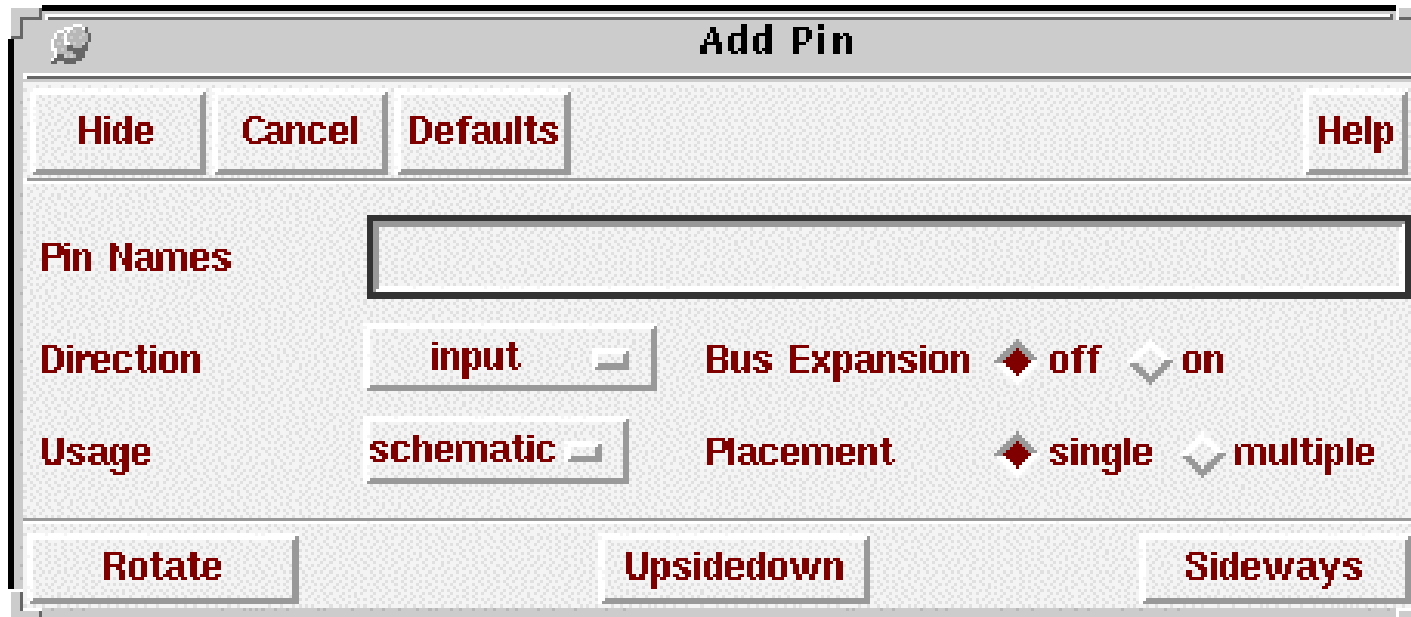 Add Pin
Hide Cancel Defaults Help
Pin Names
Direction input Bus Expansion off on
Usage schematic Placement single multiple
Rotate Upsidedown Sideways